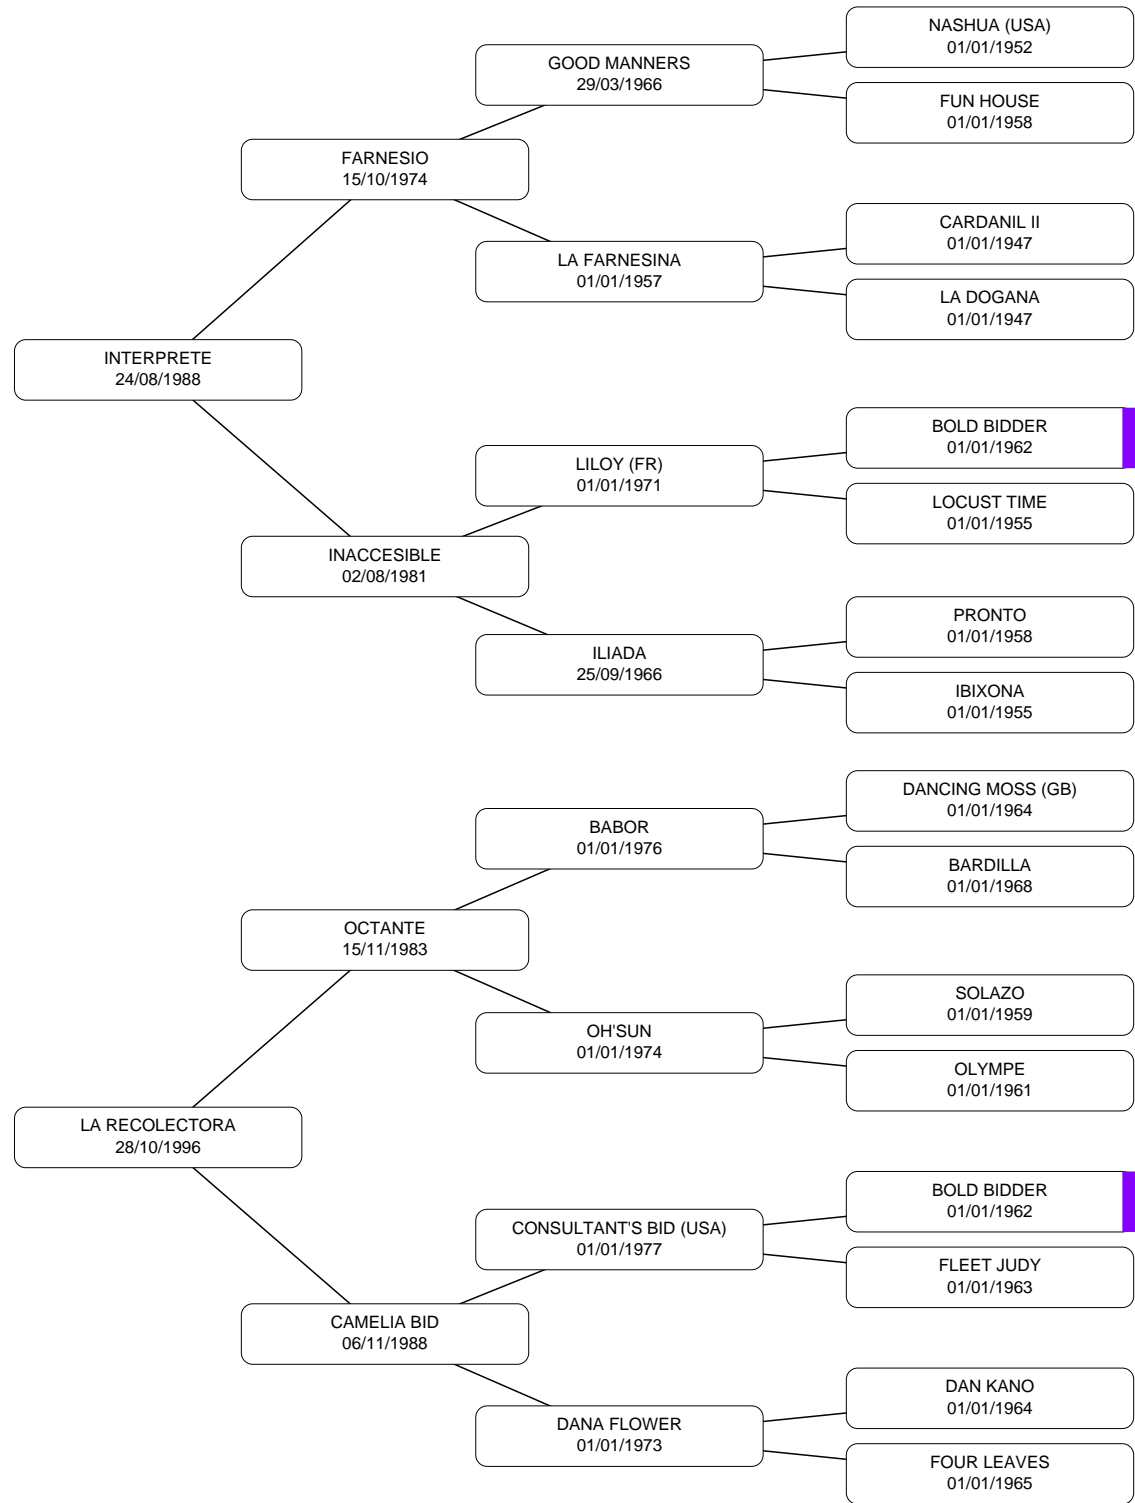 NASHUA (USA)
01/01/1952
GOOD MANNERS
29/03/1966
FUN HOUSE
01/01/1958
FARNESIO
15/10/1974
CARDANIL II
01/01/1947
LA FARNESINA
01/01/1957
LA DOGANA
01/01/1947
INTERPRETE
24/08/1988
BOLD BIDDER
01/01/1962
LILOY (FR)
01/01/1971
LOCUST TIME
01/01/1955
INACCESIBLE
02/08/1981
PRONTO
01/01/1958
ILIADA
25/09/1966
IBIXONA
01/01/1955
DANCING MOSS (GB)
01/01/1964
BABOR
01/01/1976
BARDILLA
01/01/1968
OCTANTE
15/11/1983
SOLAZO
01/01/1959
OH'SUN
01/01/1974
OLYMPE
01/01/1961
LA RECOLECTORA
28/10/1996
BOLD BIDDER
01/01/1962
CONSULTANT'S BID (USA)
01/01/1977
FLEET JUDY
01/01/1963
CAMELIA BID
06/11/1988
DAN KANO
01/01/1964
DANA FLOWER
01/01/1973
FOUR LEAVES
01/01/1965